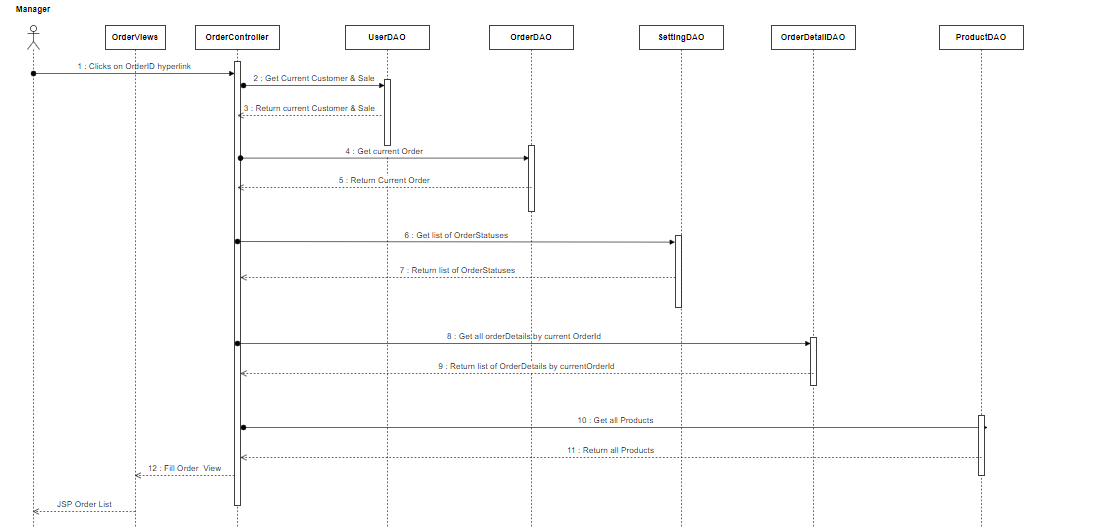 Manager
OrderViews
OrderController
UserDAO
OrderDAO
SettingDAO
OrderDetailDAO
ProductDAO
1 : Clicks on OrderID hyperlink
2 : Get Current Customer & Sale
3 : Return current Customer & Sale
4 : Get current Order
5 : Return Current Order
6 : Get list of OrderStatuses
7 : Return list of OrderStatuses
8 : Get all orderDetails by current OrderId
9 : Return list of OrderDetails by currentOrderId
10 : Get all Products
11 : Return all Products
12 : Fill Order View
JSP Order List